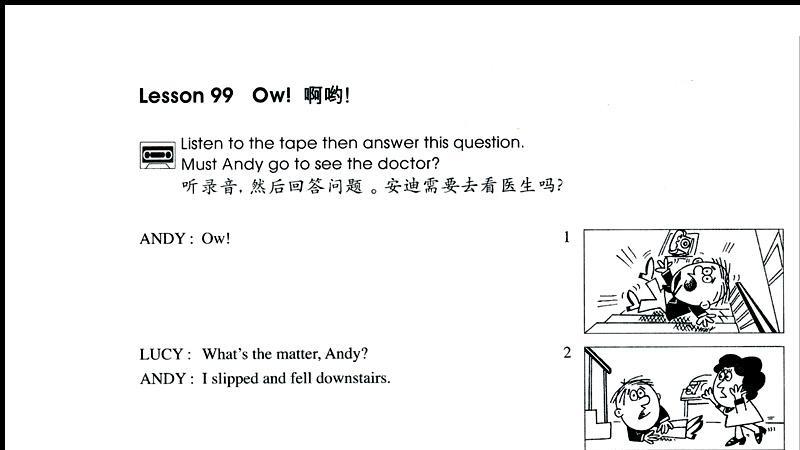 Lesson 99 Ow! 啊哟!
Listen to the tape then answer this question.
Must Andy go to see the doctor?
听录音, 然后回答问题。安迪需要去看医生吗?
ANDY: Ow!
1
LUCY: What's the matter, Andy?
2
ANDY: I slipped and fell downstairs.